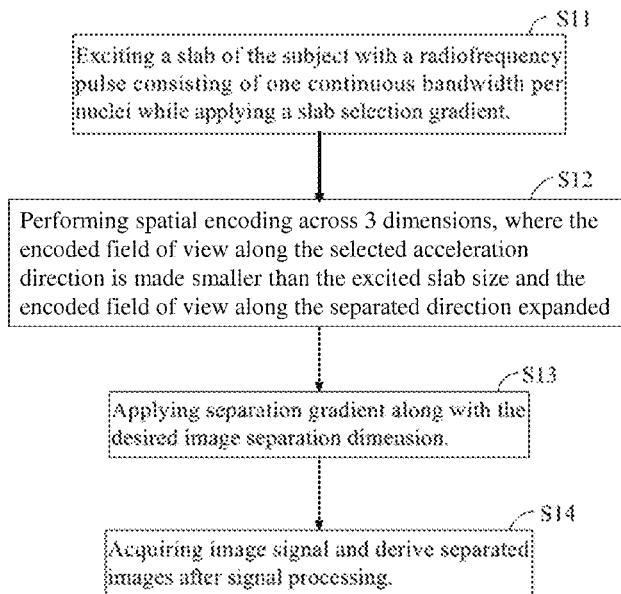 S11
Exciting a slab of the subject with a radiofrequency
pulse consisting of one continuous bandwidth per
nuclei while applying a slab selection gradient.
S12
Performing spatial encoding across 3 dimensions, where the
encoded field of view along the selected acceleration
direction is made smaller than the excited slab size and the
encoded field of view along the separated direction expanded
S13
Applying separation gradient along with the
desired image separation dimension.
S14
Acquiring image signal and derive separated
images after signal processing.